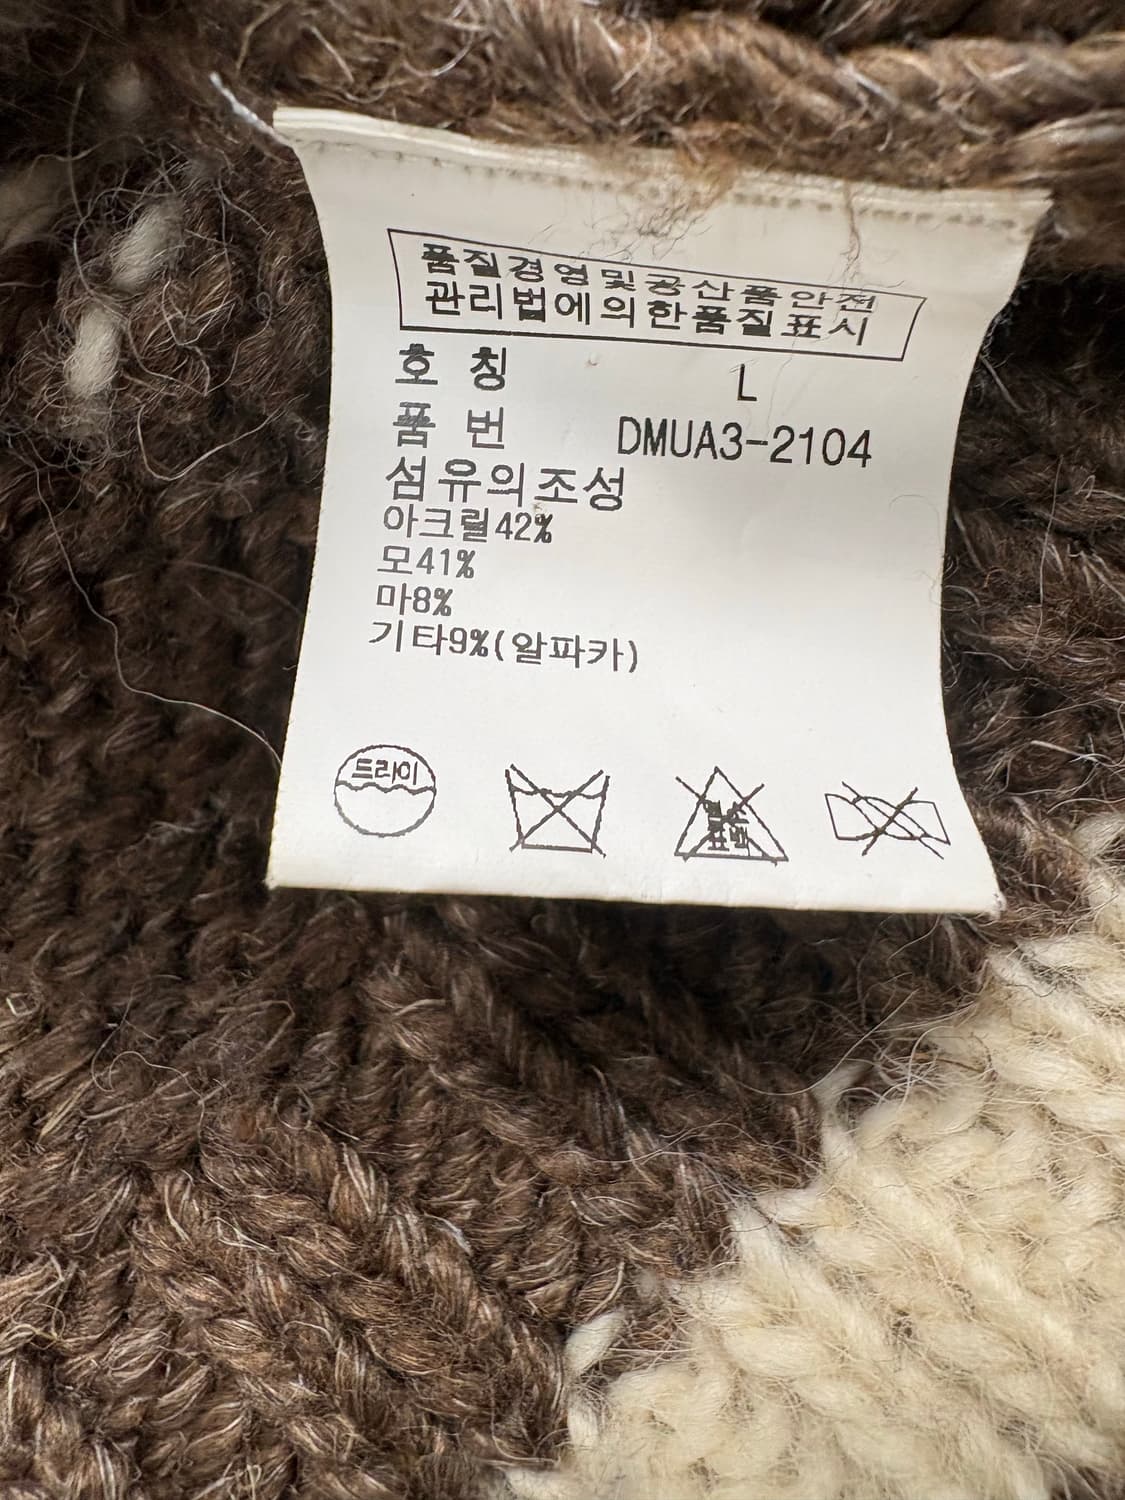 품질경영및공산품안전
관리법에의한품질표시
호 칭 L
품 번 DMUA3-2104
섬유의조성
아크릴42%
모41%
마8%
기타9%(알파카)
드라이